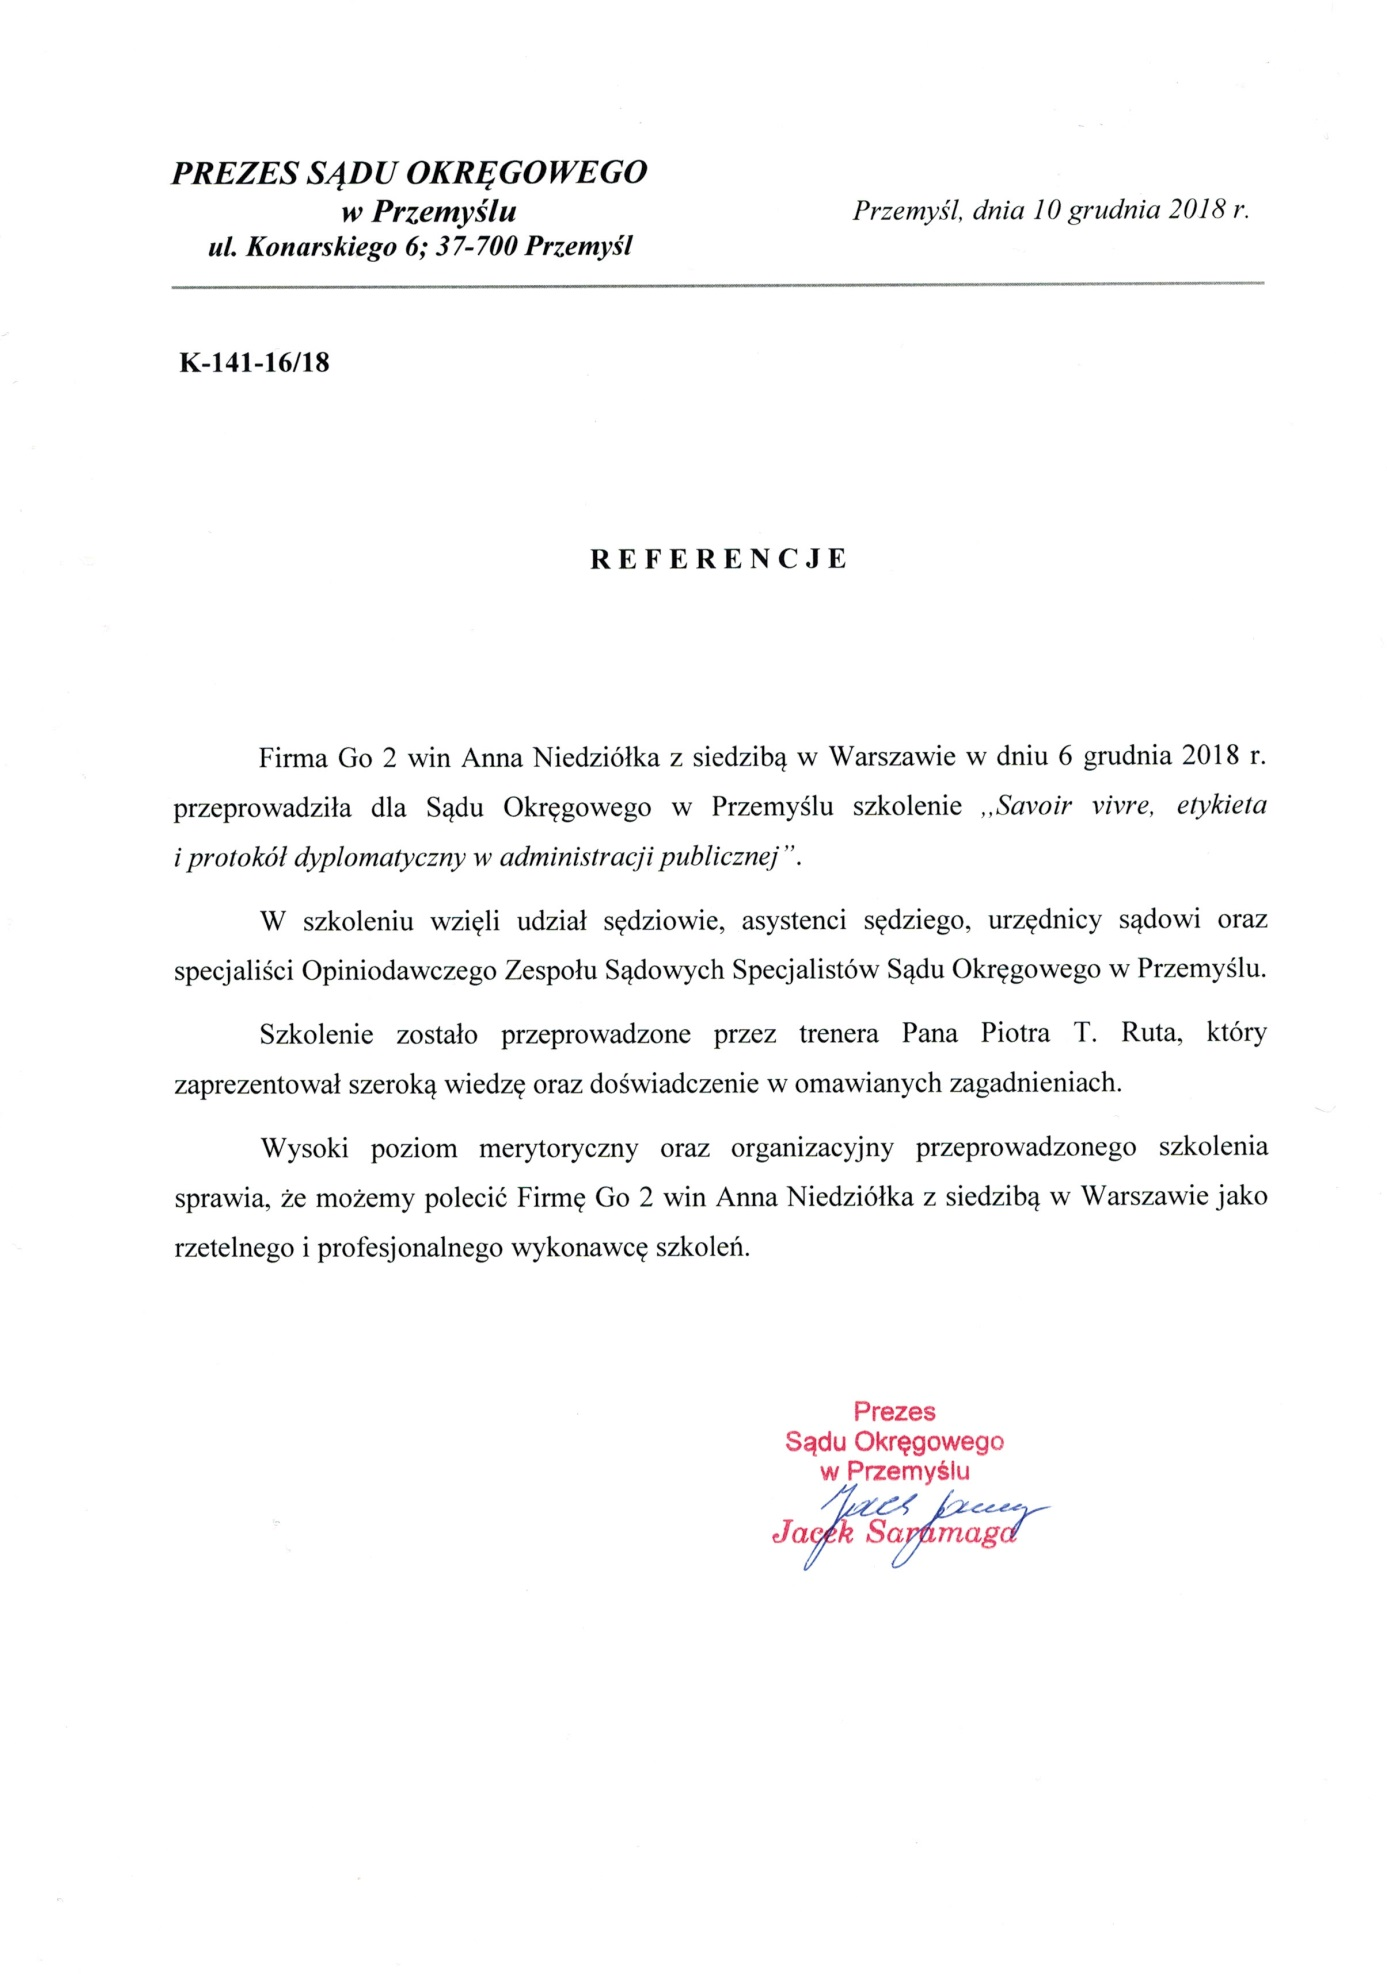 PREZES SĄDU OKRĘGOWEGO
w Przemyślu
ul. Konarskiego 6; 37-700 Przemyśl
Przemyśl, dnia 10 grudnia 2018 r.
K-141-16/18
REFERENCJE
Firma Go 2 win Anna Niedziółka z siedzibą w Warszawie w dniu 6 grudnia 2018 r.
przeprowadziła dla Sądu Okręgowego w Przemyślu szkolenie „Savoir vivre, etykieta
i protokół dyplomatyczny w administracji publicznej”.
W szkoleniu wzięli udział sędziowie, asystenci sędziego, urzędnicy sądowi oraz
specjaliści Opiniodawczego Zespołu Sądowych Specjalistów Sądu Okręgowego w Przemyślu.
Szkolenie zostało przeprowadzone przez trenera Pana Piotra T. Ruta, który
zaprezentował szeroką wiedzę oraz doświadczenie w omawianych zagadnieniach.
Wysoki poziom merytoryczny oraz organizacyjny przeprowadzonego szkolenia
sprawia, że możemy polecić Firmę Go 2 win Anna Niedziółka z siedzibą w Warszawie jako
rzetelnego i profesjonalnego wykonawcę szkoleń.
Prezes
Sądu Okręgowego
w Przemyślu
Jacek Saramaga